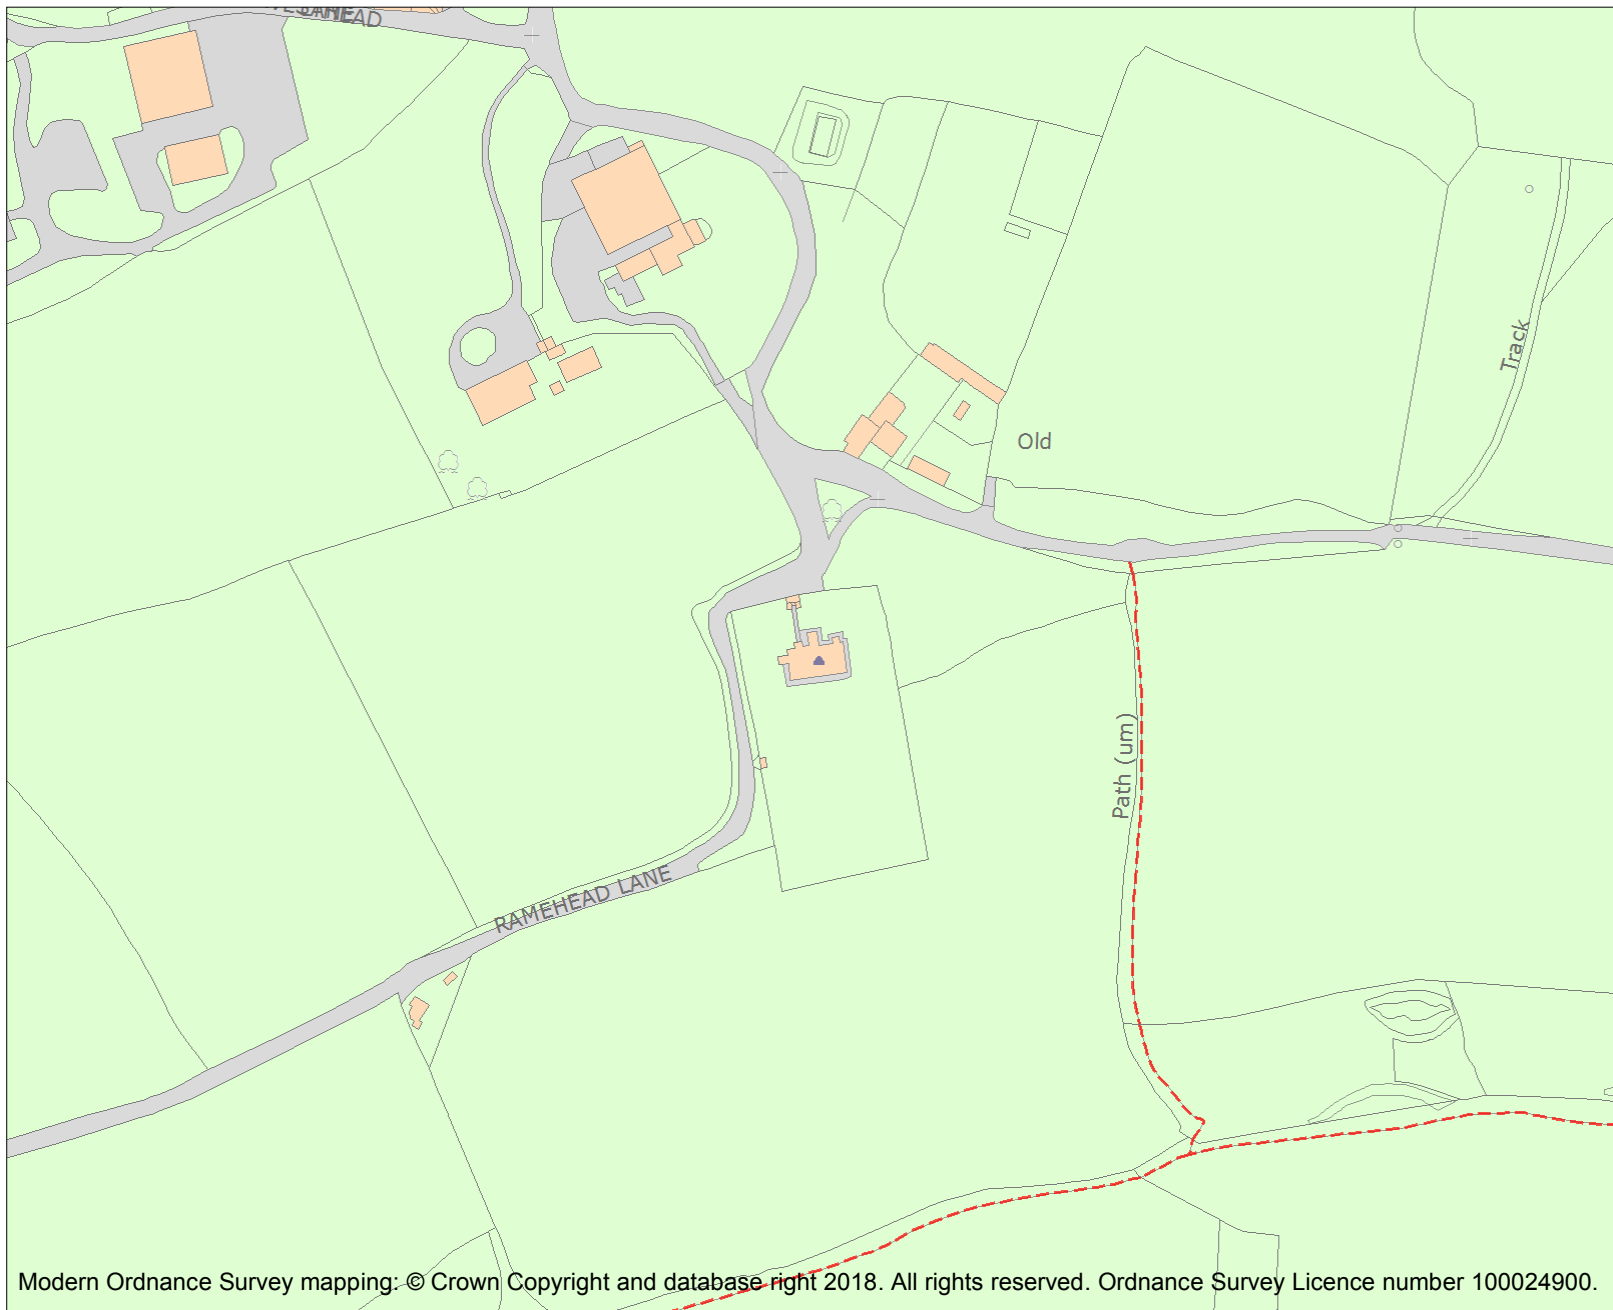 Track
Old
Path (um)
RAMEHEAD LANE
Modern Ordnance Survey mapping: © Crown Copyright and database right 2018. All rights reserved. Ordnance Survey Licence number 100024900.